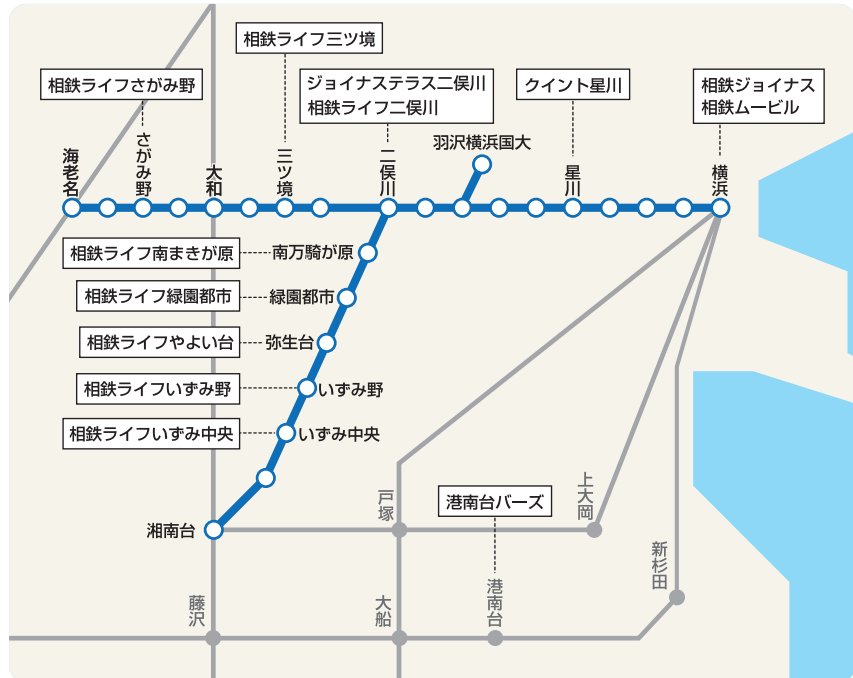 相鉄ライフ三ツ境
相鉄ライフさがみ野
ジョイナステラス二俣川
相鉄ライフ二俣川
クイント星川
相鉄ジョイナス
相鉄ムービル
羽沢横浜国大
海老名
さがみ野
大和
三ツ境
二俣川
星川
横浜
相鉄ライフ南まきが原
南万騎が原
相鉄ライフ緑園都市
緑園都市
相鉄ライフやよい台
弥生台
相鉄ライフいずみ野
いずみ野
相鉄ライフいずみ中央
いずみ中央
湘南台
戸塚
港南台バーズ
上大岡
新杉田
藤沢
大船
港南台